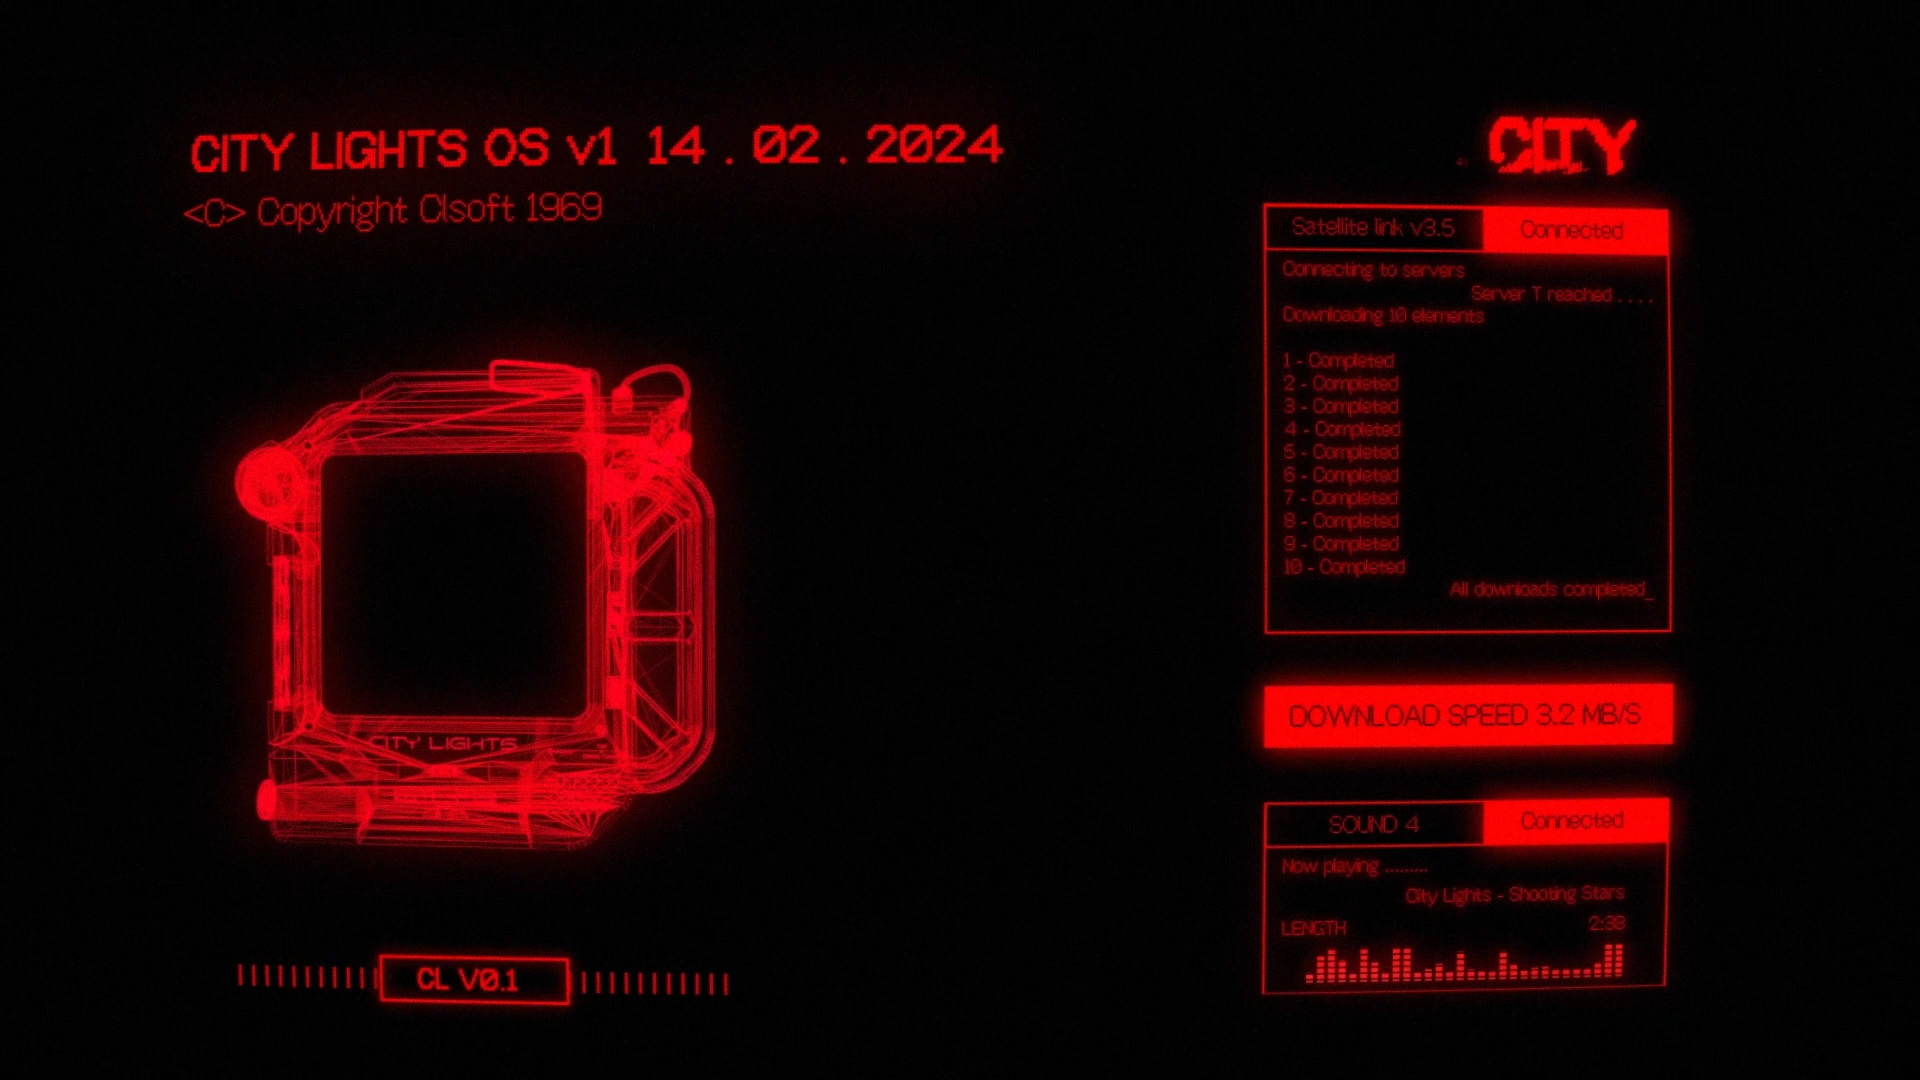 CITY LIGHTS OS v1 14 . 02 . 2024
<C> Copyright Clsoft 1969
CITY LIGHTS
CL V0.1
CITY
Satellite link v3.5
Connected
Connecting to servers
Server T reached . . . .
Downloading 10 elements
1 - Completed
2 - Completed
3 - Completed
4 - Completed
5 - Completed
6 - Completed
7 - Completed
8 - Completed
9 - Completed
10 - Completed
All downloads completed_
DOWNLOAD SPEED 3.2 MB/S
SOUND 4
Connected
Now playing .........
City Lights - Shooting Stars
LENGTH
2:38